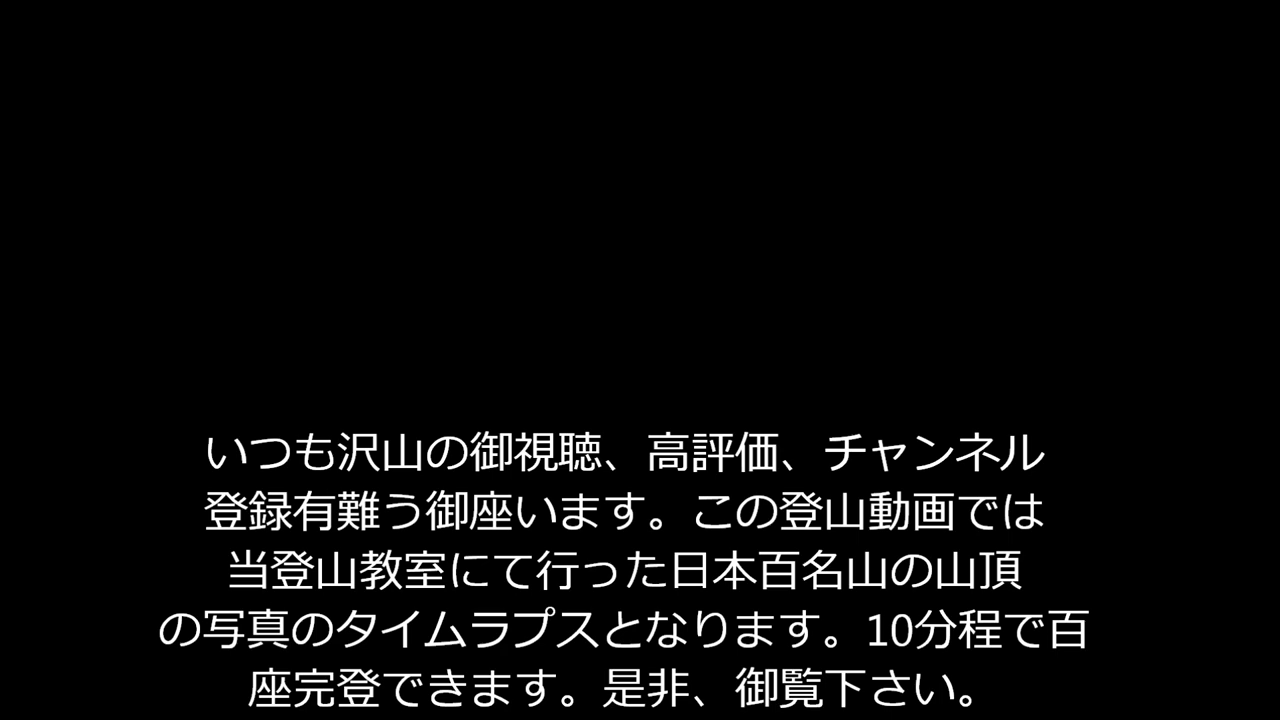 いつも沢山の御視聴、高評価、チャンネル
登録有難う御座います。この登山動画では
当登山教室にて行った日本百名山の山頂
の写真のタイムラプスとなります。10分程で百
座完登できます。是非、御覧下さい。